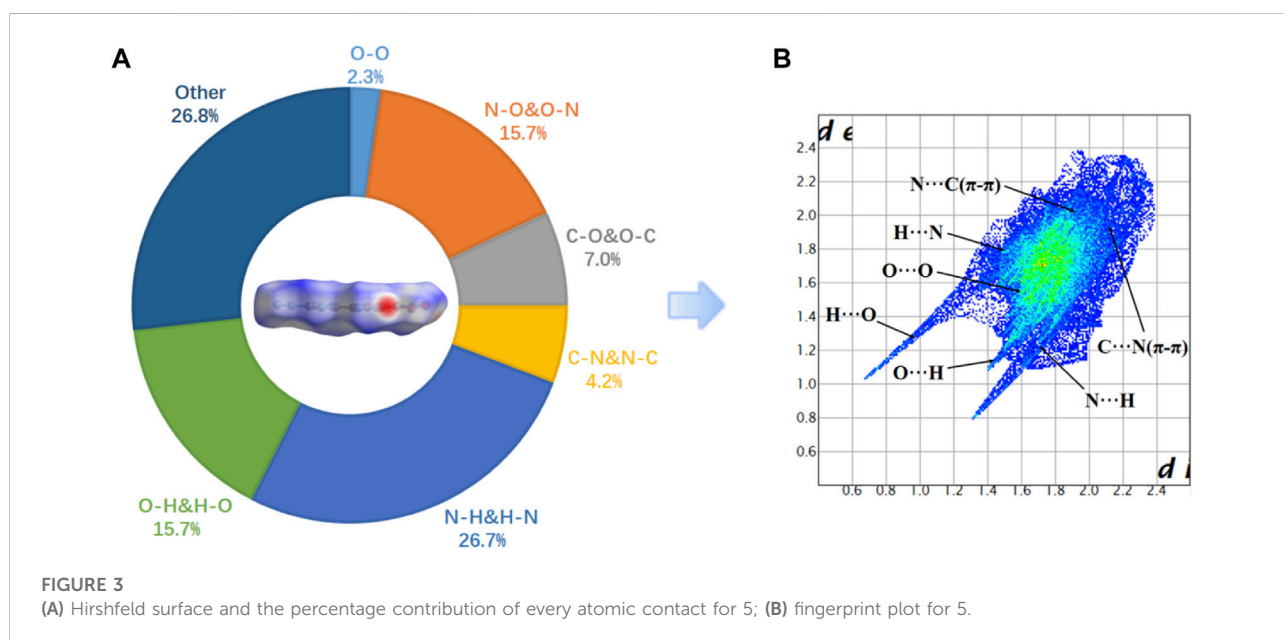 A
O-O
2.3%
N-O&O-N
15.7%
C-O&O-C
7.0%
C-N&N-C
4.2%
N-H&H-N
26.7%
O-H&H-O
15.7%
Other
26.8%
B
d e
2.4
2.2
2.0
1.8
1.6
1.4
1.2
1.0
0.8
0.6
N···C(π-π)
H···N
O···O
H···O
O···H
C···N(π-π)
N···H
d i
0.6 0.8 1.0 1.2 1.4 1.6 1.8 2.0 2.2 2.4
FIGURE 3
(A) Hirshfeld surface and the percentage contribution of every atomic contact for 5; (B) fingerprint plot for 5.